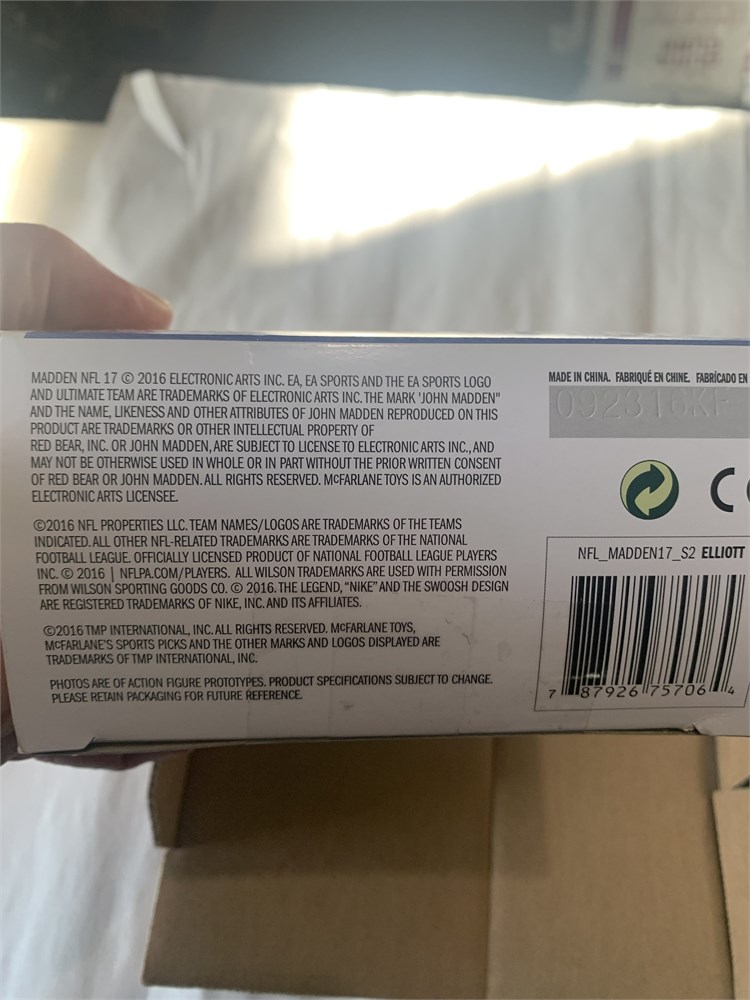 MADDEN NFL 17 © 2016 ELECTRONIC ARTS INC. EA, EA SPORTS AND THE EA SPORTS LOGO
AND ULTIMATE TEAM ARE TRADEMARKS OF ELECTRONIC ARTS INC. THE MARK 'JOHN MADDEN"
AND THE NAME, LIKENESS AND OTHER ATTRIBUTES OF JOHN MADDEN REPRODUCED ON THIS
PRODUCT ARE TRADEMARKS OR OTHER INTELLECTUAL PROPERTY OF
RED BEAR, INC. OR JOHN MADDEN, ARE SUBJECT TO LICENSE TO ELECTRONIC ARTS INC., AND
MAY NOT BE OTHERWISE USED IN WHOLE OR IN PART WITHOUT THE PRIOR WRITTEN CONSENT
OF RED BEAR OR JOHN MADDEN. ALL RIGHTS RESERVED. McFARLANE TOYS IS AN AUTHORIZED
ELECTRONIC ARTS LICENSEE.
©2016 NFL PROPERTIES LLC. TEAM NAMES/LOGOS ARE TRADEMARKS OF THE TEAMS
INDICATED. ALL OTHER NFL-RELATED TRADEMARKS ARE TRADEMARKS OF THE NATIONAL
FOOTBALL LEAGUE. OFFICIALLY LICENSED PRODUCT OF NATIONAL FOOTBALL LEAGUE PLAYERS
INC. © 2016 | NFLPA.COM/PLAYERS. ALL WILSON TRADEMARKS ARE USED WITH PERMISSION
FROM WILSON SPORTING GOODS CO. © 2016. THE LEGEND, "NIKE" AND THE SWOOSH DESIGN
ARE REGISTERED TRADEMARKS OF NIKE, INC. AND ITS AFFILIATES.
©2016 TMP INTERNATIONAL, INC. ALL RIGHTS RESERVED. McFARLANE TOYS,
McFARLANE'S SPORTS PICKS AND THE OTHER MARKS AND LOGOS DISPLAYED ARE
TRADEMARKS OF TMP INTERNATIONAL, INC.
PHOTOS ARE OF ACTION FIGURE PROTOTYPES. PRODUCT SPECIFICATIONS SUBJECT TO CHANGE.
PLEASE RETAIN PACKAGING FOR FUTURE REFERENCE.
MADE IN CHINA. FABRIQUÉ EN CHINE. FABRICADO EN
092316KF
NFL_MADDEN17_S2 ELLIOTT
7 87926 75706 4